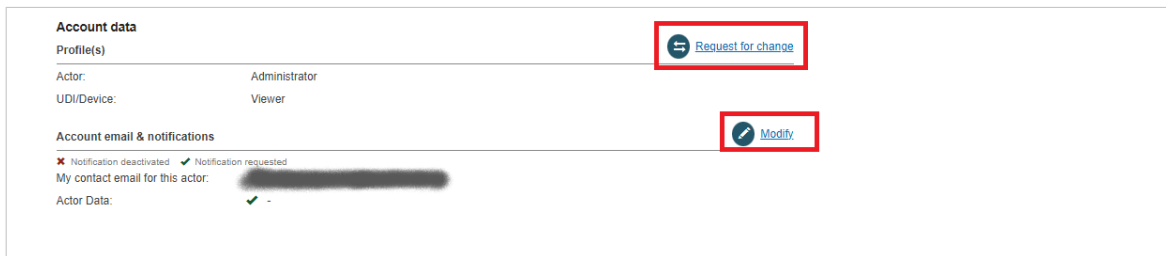 Account data
Profile(s)
Request for change
Actor: Administrator
UDI/Device: Viewer
Account email & notifications
Modify
✖ Notification deactivated ✔ Notification requested
My contact email for this actor:
Actor Data: ✔ -